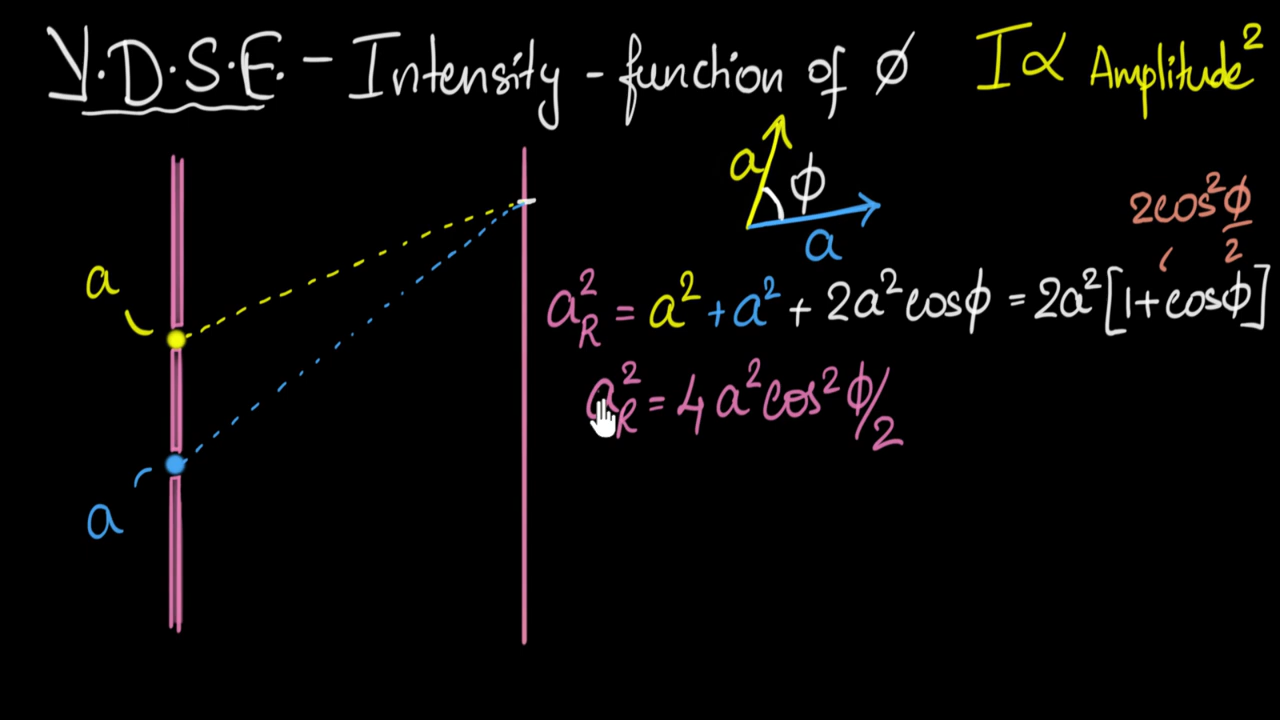 Y.D.S.E. - Intensity - function of ϕ
I ∝ Amplitude²
a
ϕ
a
2cos²ϕ/2
a
a_R² = a² + a² + 2a²cosϕ = 2a²[1+cosϕ]
a_R² = 4a²cos²ϕ/2
a